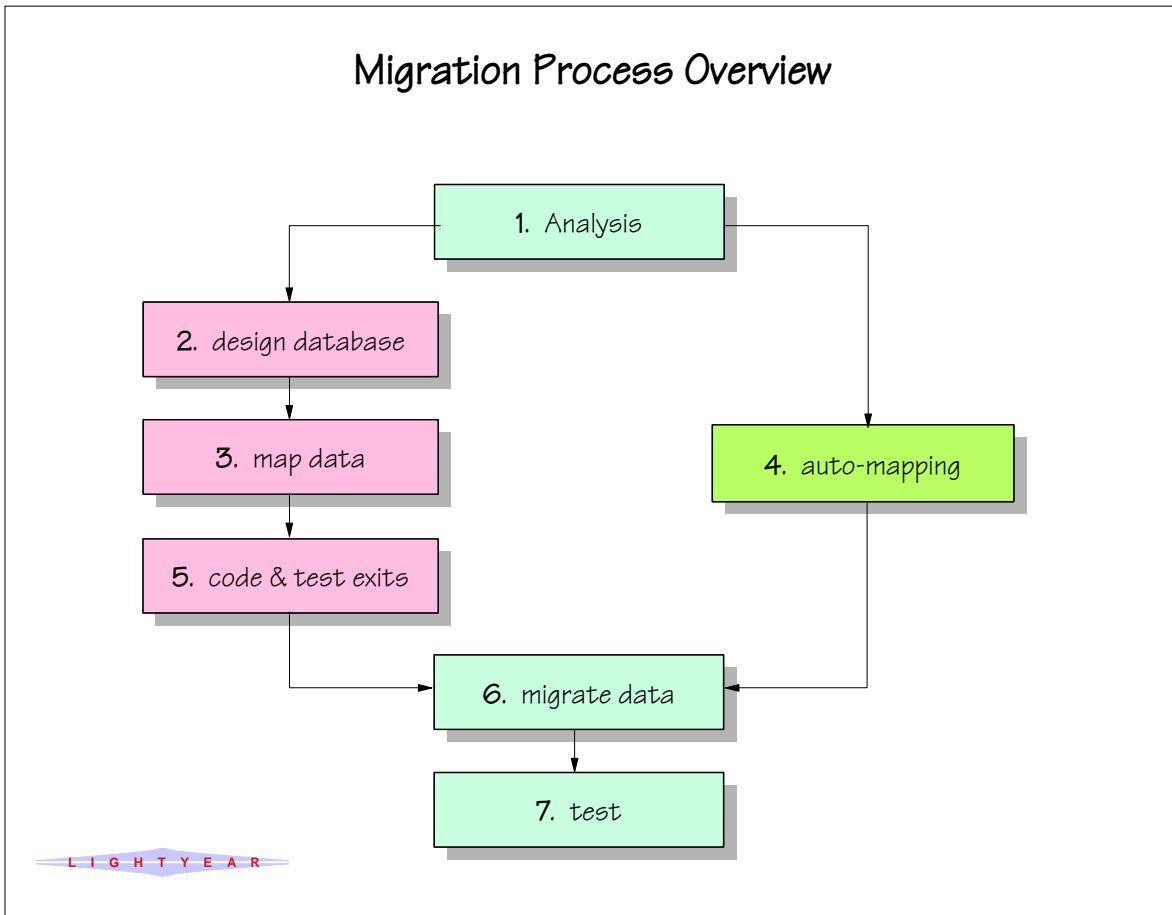 Migration Process Overview
1. Analysis
2. design database
3. map data
4. auto-mapping
5. code & test exits
6. migrate data
7. test
LIGHTYEAR